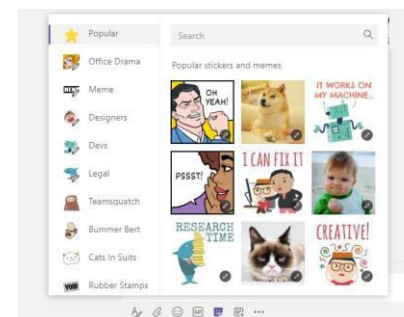 Popular
Office Drama
Meme
Designers
Devs
Legal
Teamsquatch
Bummer Bert
Cats In Suits
Rubber Stamps
Search
Popular stickers and memes
OH
YEAH!
IT WORKS ON
MY MACHINE...
PSSST!
I CAN FIX IT
RESEARCH
TIME
CREATIVE!
GIF